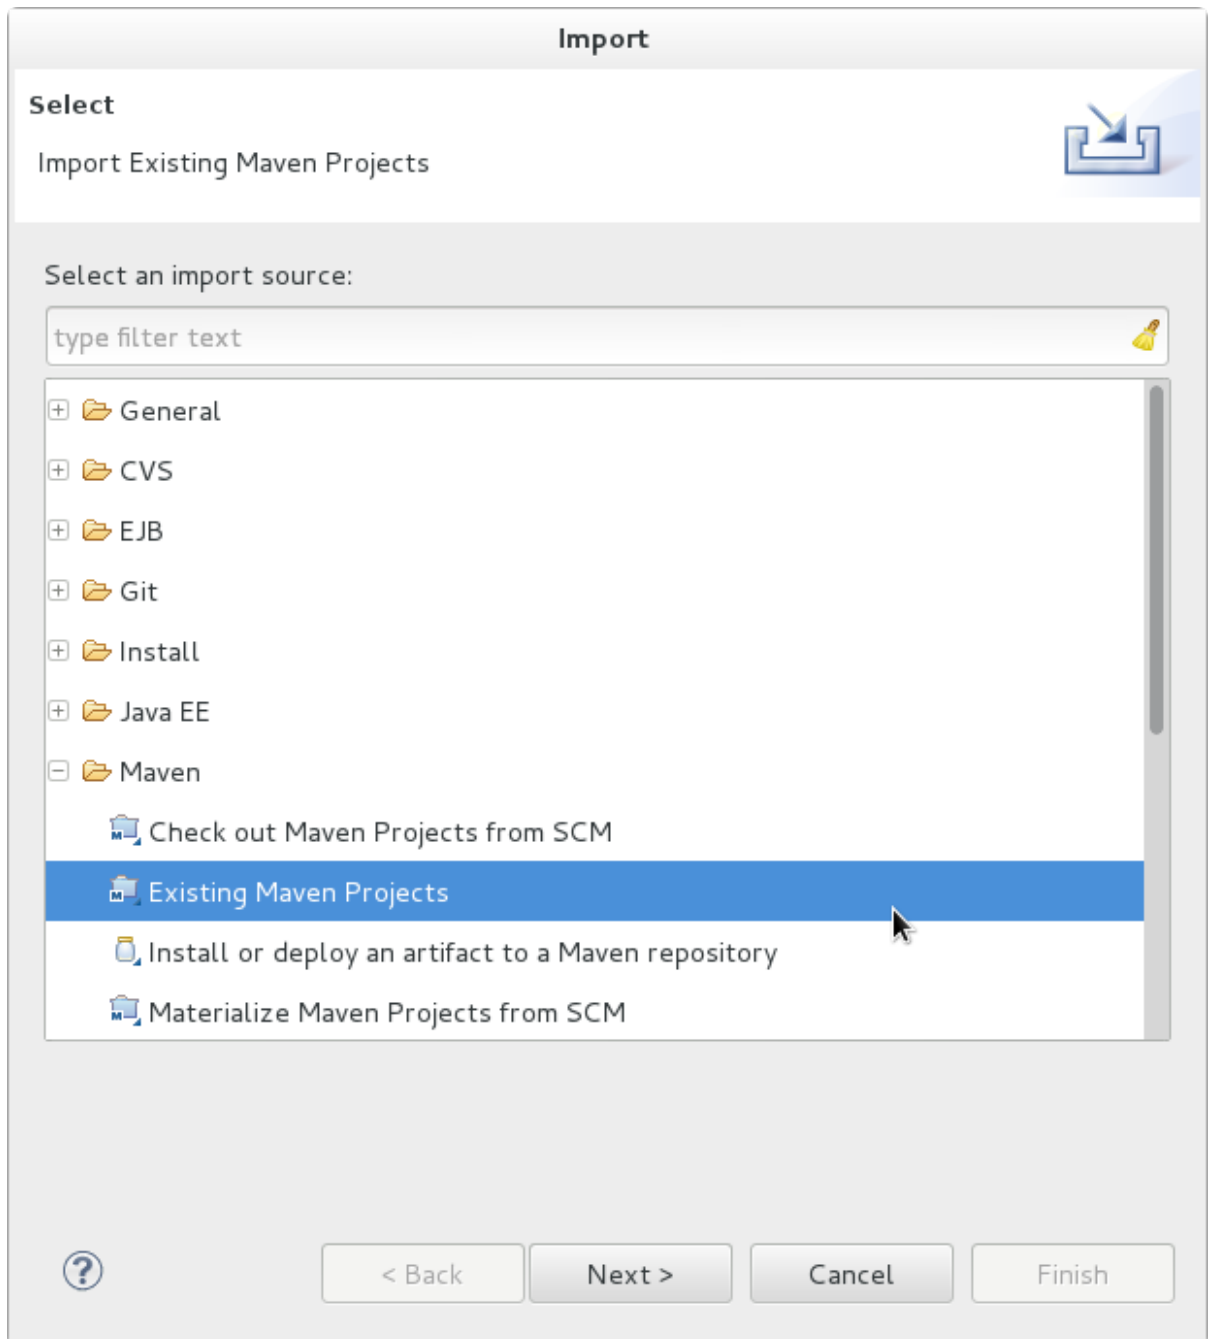 Import
Select
Import Existing Maven Projects
Select an import source:
type filter text
General
CVS
EJB
Git
Install
Java EE
Maven
Check out Maven Projects from SCM
Existing Maven Projects
Install or deploy an artifact to a Maven repository
Materialize Maven Projects from SCM
< Back Next > Cancel Finish